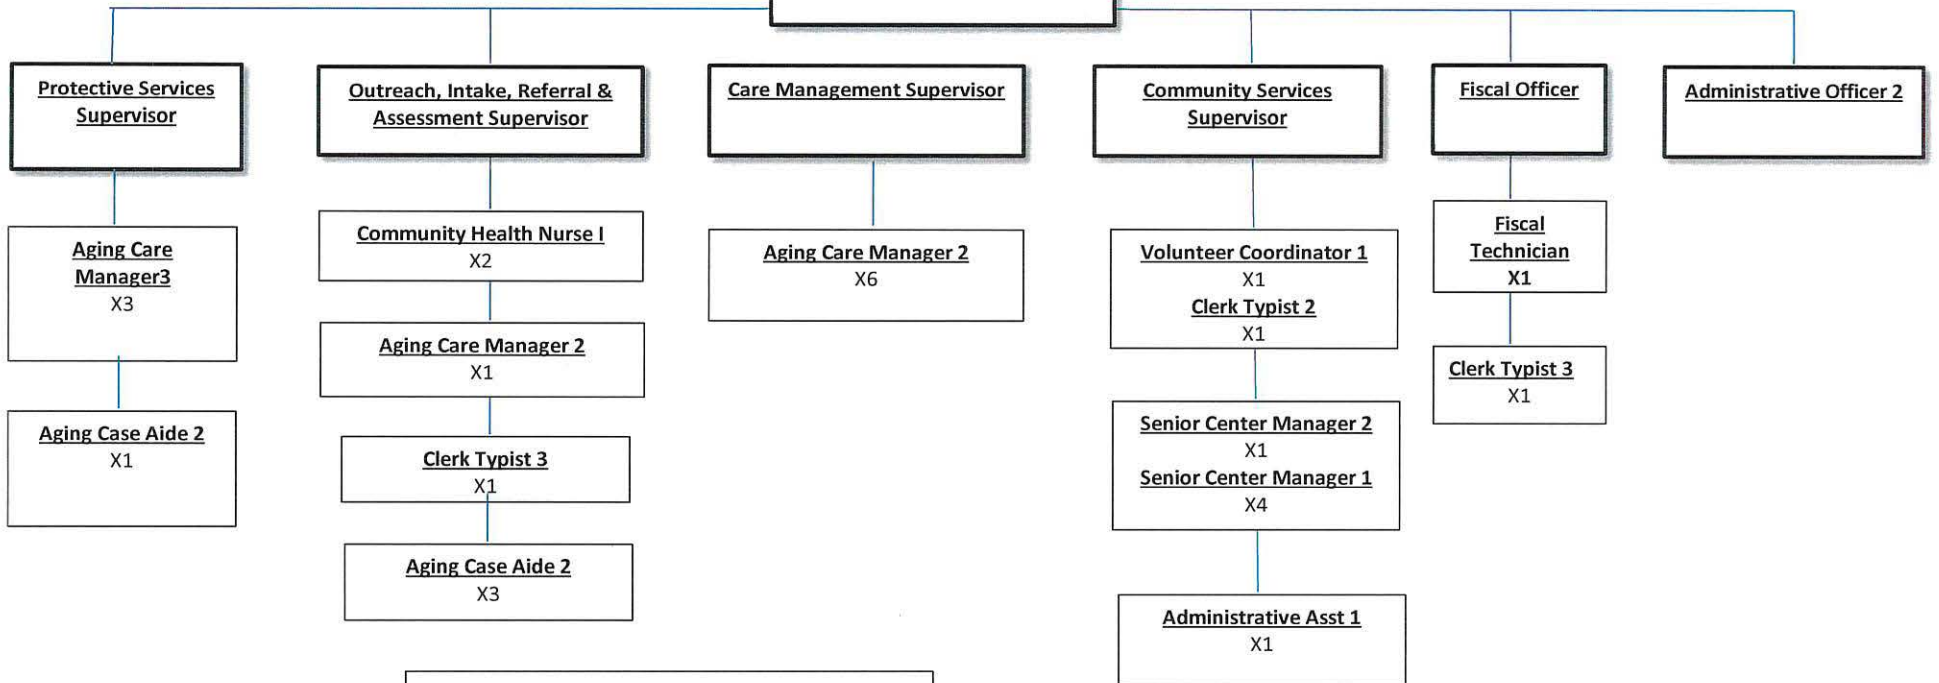 Protective Services
Supervisor
Outreach, Intake, Referral &
Assessment Supervisor
Care Management Supervisor
Community Services
Supervisor
Fiscal Officer
Administrative Officer 2
Aging Care
Manager3
X3
Aging Case Aide 2
X1
Community Health Nurse I
X2
Aging Care Manager 2
X1
Clerk Typist 3
X1
Aging Case Aide 2
X3
Aging Care Manager 2
X6
Volunteer Coordinator 1
X1
Clerk Typist 2
X1
Senior Center Manager 2
X1
Senior Center Manager 1
X4
Administrative Asst 1
X1
Fiscal
Technician
X1
Clerk Typist 3
X1